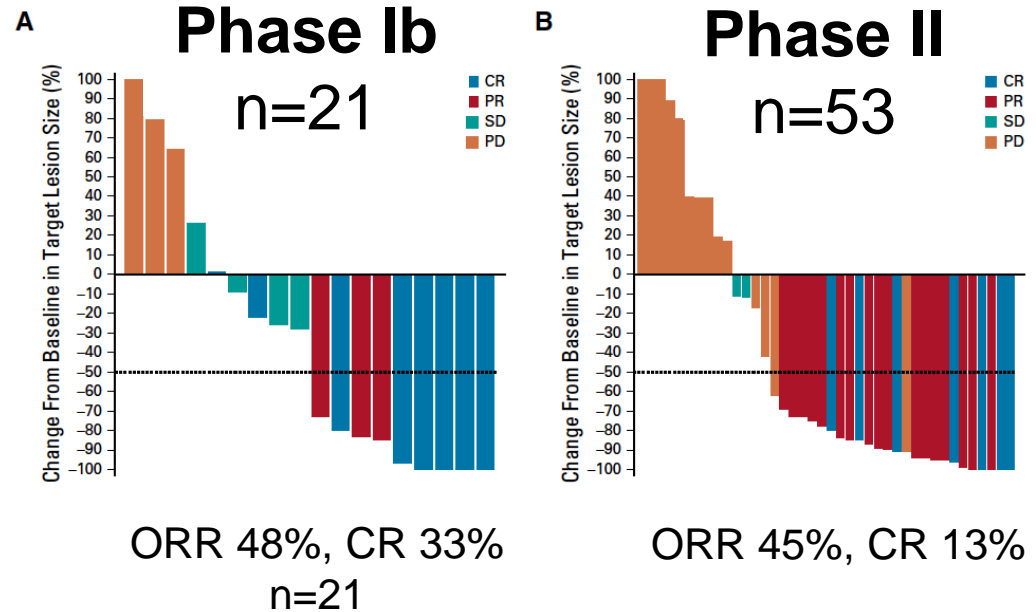 A
Phase Ib
n=21
Change From Baseline in Target Lesion Size (%)
100
90
80
70
60
50
40
30
20
10
0
–10
–20
–30
–40
–50
–60
–70
–80
–90
–100
CR
PR
SD
PD
ORR 48%, CR 33%
n=21
B
Phase II
n=53
Change From Baseline in Target Lesion Size (%)
100
90
80
70
60
50
40
30
20
10
0
–10
–20
–30
–40
–50
–60
–70
–80
–90
–100
CR
PR
SD
PD
ORR 45%, CR 13%